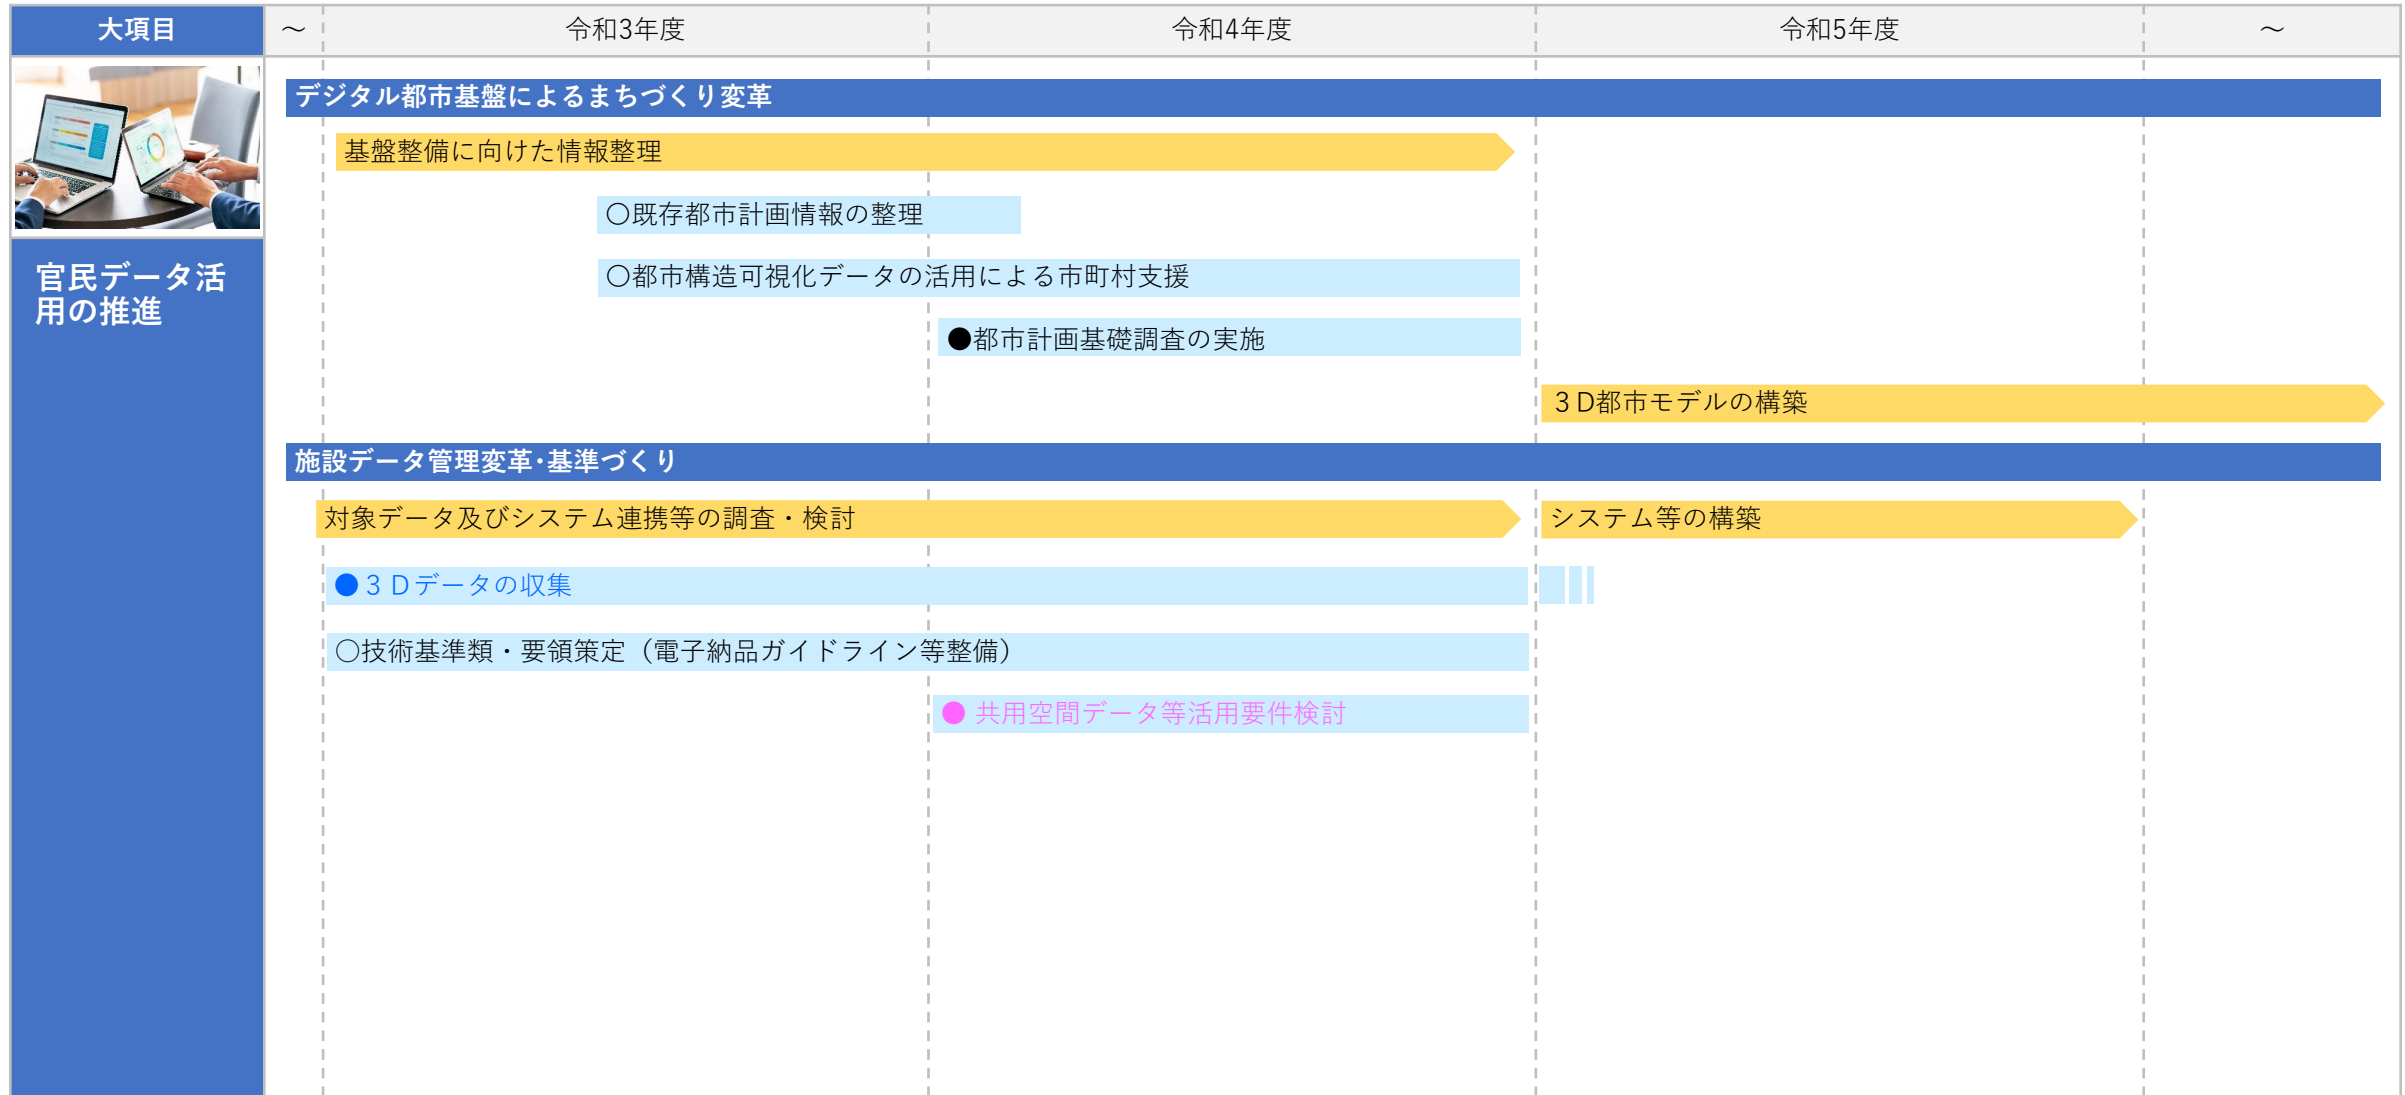 大項目
～
令和3年度
令和4年度
令和5年度
～
デジタル都市基盤によるまちづくり変革
基盤整備に向けた情報整理
〇既存都市計画情報の整理
〇都市構造可視化データの活用による市町村支援
●都市計画基礎調査の実施
３D都市モデルの構築
官民データ活
用の推進
施設データ管理変革･基準づくり
対象データ及びシステム連携等の調査・検討
システム等の構築
●３Ｄデータの収集
〇技術基準類・要領策定（電子納品ガイドライン等整備）
● 共用空間データ等活用要件検討